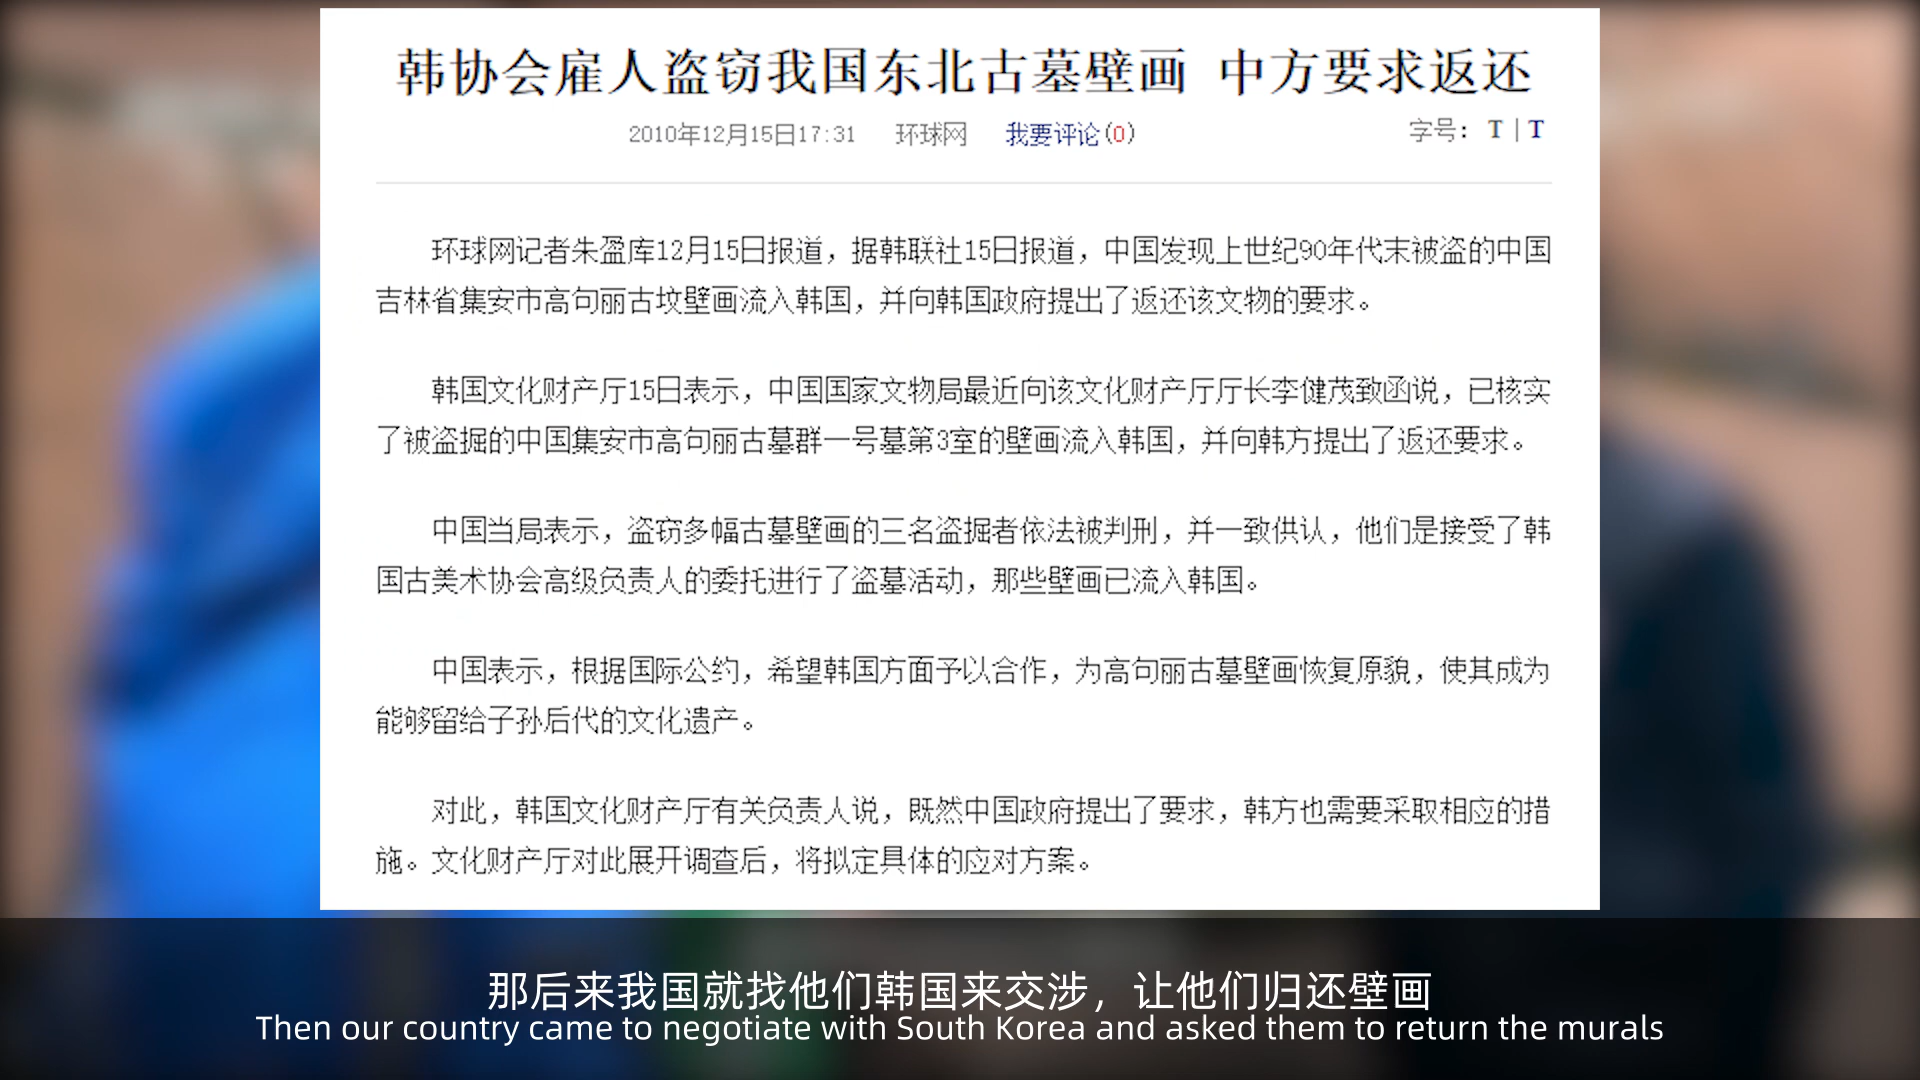 韩协会雇人盗窃我国东北古墓壁画 中方要求返还
2010年12月15日17:31 环球网 我要评论(0) 字号：T|T
环球网记者朱盈库12月15日报道，据韩联社15日报道，中国发现上世纪90年代末被盗的中国
吉林省集安市高句丽古坟壁画流入韩国，并向韩国政府提出了返还该文物的要求。
韩国文化财产厅15日表示，中国国家文物局最近向该文化财产厅厅长李健茂致函说，已核实
了被盗掘的中国集安市高句丽古墓群一号墓第3室的壁画流入韩国，并向韩方提出了返还要求。
中国当局表示，盗窃多幅古墓壁画的三名盗掘者依法被判刑，并一致供认，他们是接受了韩
国古美术协会高级负责人的委托进行了盗墓活动，那些壁画已流入韩国。
中国表示，根据国际公约，希望韩国方面予以合作，为高句丽古墓壁画恢复原貌，使其成为
能够留给子孙后代的文化遗产。
对此，韩国文化财产厅有关负责人说，既然中国政府提出了要求，韩方也需要采取相应的措
施。文化财产厅对此展开调查后，将拟定具体的应对方案。
那后来我国就找他们韩国来交涉，让他们归还壁画
Then our country came to negotiate with South Korea and asked them to return the murals